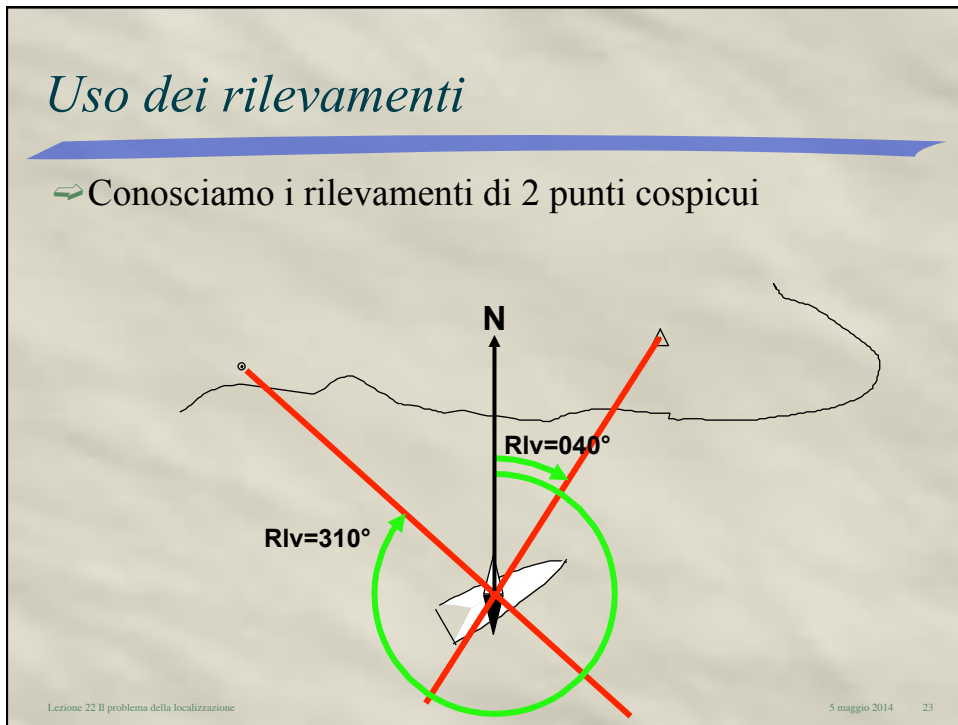 Uso dei rilevamenti
Conosciamo i rilevamenti di 2 punti cospicui
N
Rlv=040°
Rlv=310°
Lezione 22 Il problema della localizzazione
5 maggio 2014
23